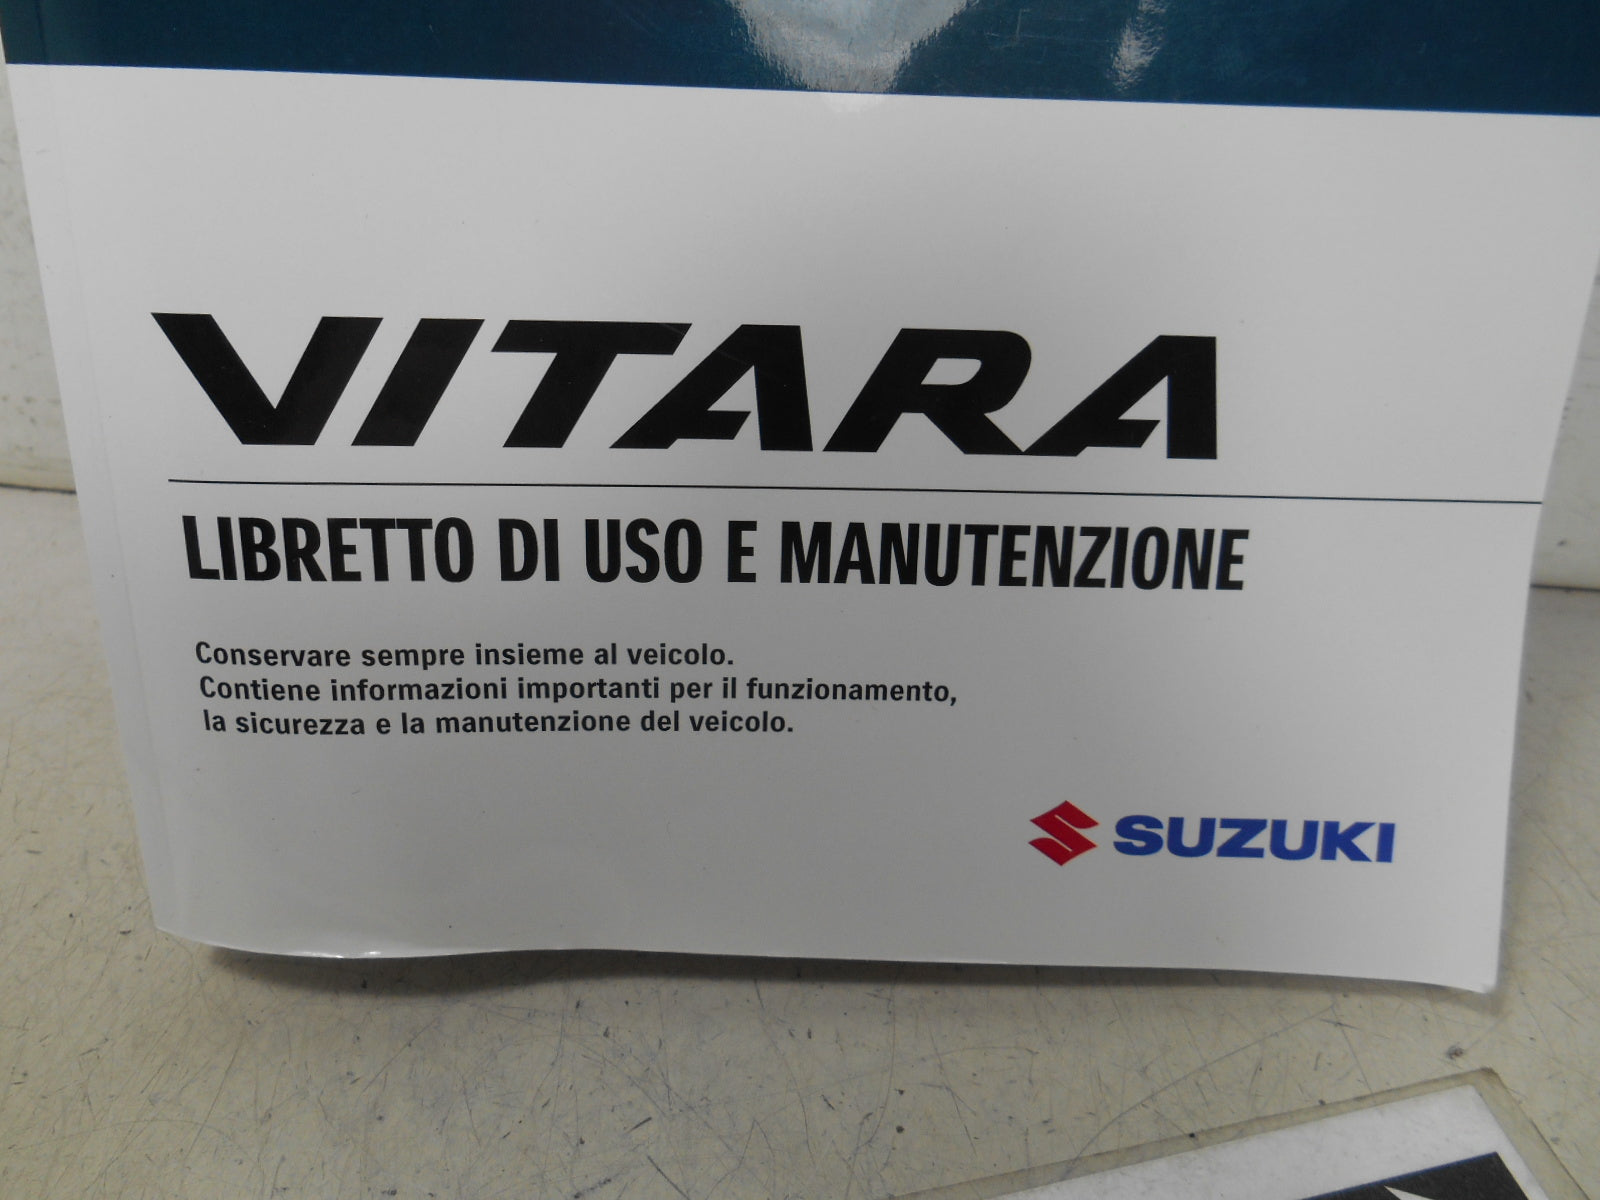 VITARA
LIBRETTO DI USO E MANUTENZIONE
Conservare sempre insieme al veicolo.
Contiene informazioni importanti per il funzionamento,
la sicurezza e la manutenzione del veicolo.
SUZUKI